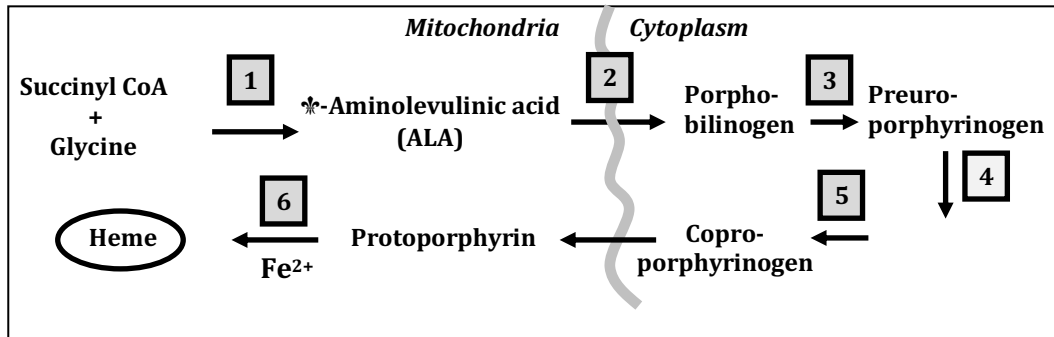 Mitochondria Cytoplasm
1
2
3
Succinyl CoA
+
Glycine
⚜-Aminolevulinic acid
(ALA)
Porpho-
bilinogen
Preuro-
porphyrinogen
4
5
6
Heme
Fe²⁺
Protoporphyrin
Copro-
porphyrinogen